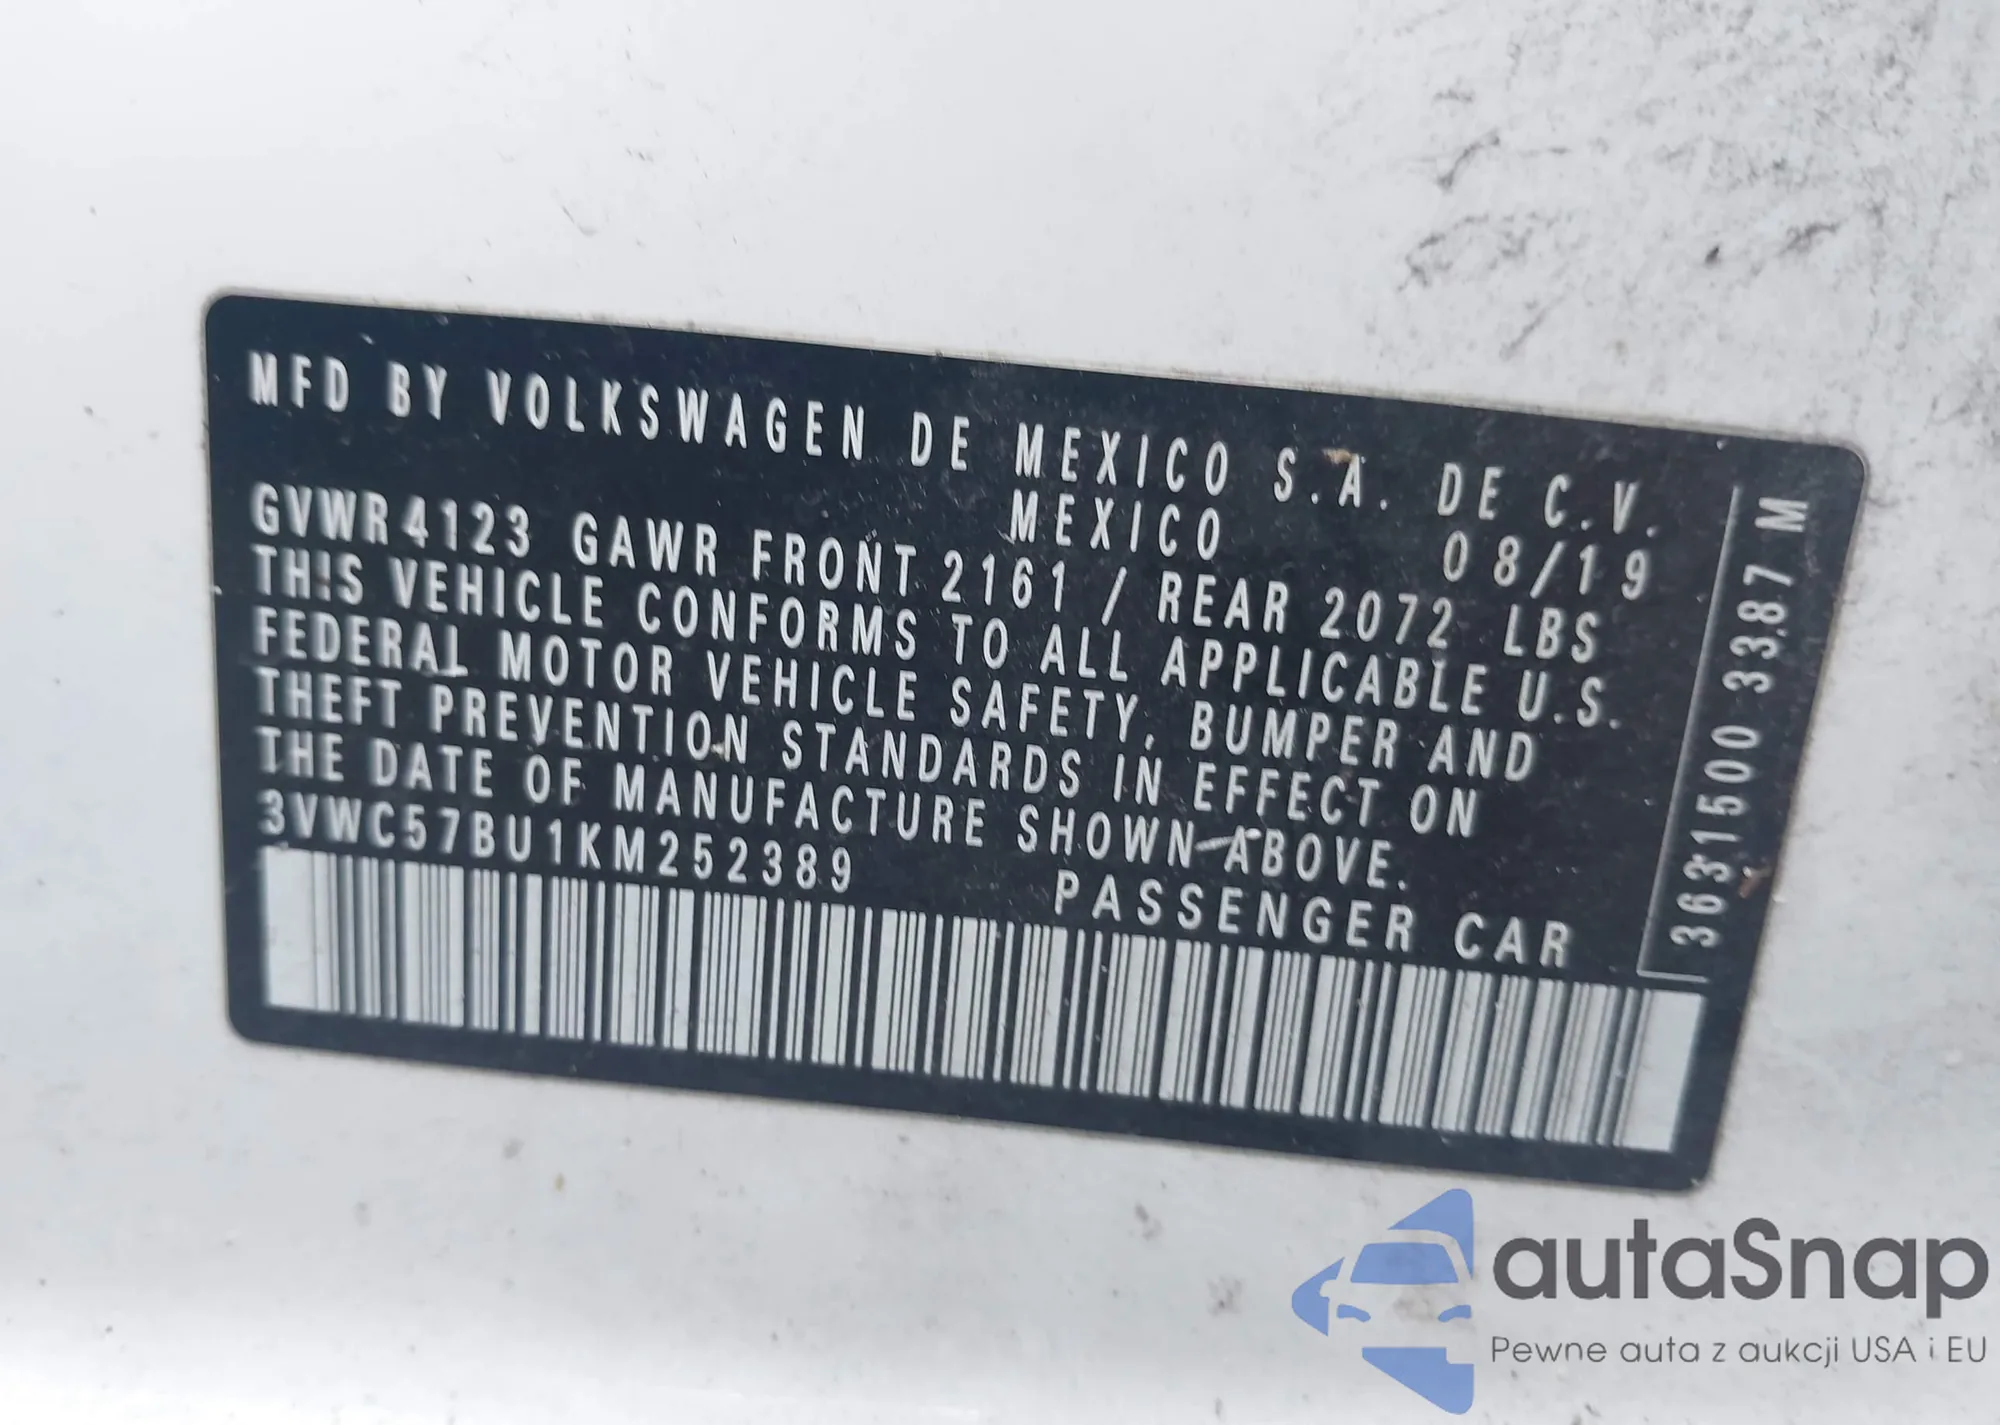 MFD BY VOLKSWAGEN DE MEXICO S.A. DE C.V.
MEXICO 08/19
GVWR 4123 GAWR FRONT 2161 / REAR 2072 LBS
THIS VEHICLE CONFORMS TO ALL APPLICABLE U.S.
FEDERAL MOTOR VEHICLE SAFETY, BUMPER AND
THEFT PREVENTION STANDARDS IN EFFECT ON
THE DATE OF MANUFACTURE SHOWN ABOVE.
3VWC57BU1KM252389
PASSENGER CAR
3631500 3387 M
autaSnap
Pewne auta z aukcji USA i EU